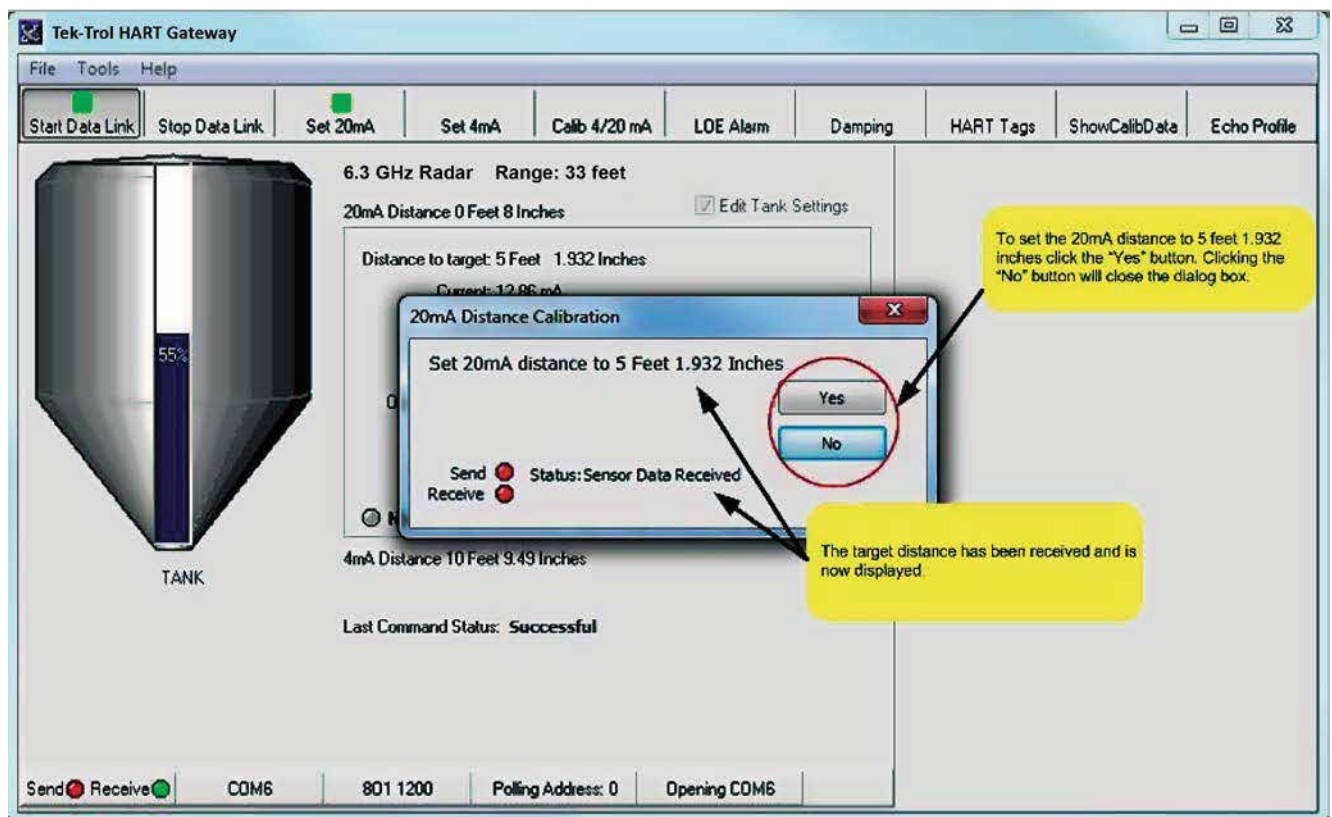 Tek-Trol HART Gateway
File Tools Help
Start Data Link Stop Data Link Set 20mA Set 4mA Calib 4/20 mA LOE Alarm Damping HART Tags ShowCalibData Echo Profile
6.3 GHz Radar Range: 33 feet
20mA Distance 0 Feet 8 Inches
Edit Tank Settings
Distance to target: 5 Feet 1.932 Inches
Current: 12.86 mA
20mA Distance Calibration
Set 20mA distance to 5 Feet 1.932 Inches
Yes
No
Send Status: Sensor Data Received
Receive
55%
TANK
4mA Distance 10 Feet 9.49 Inches
Last Command Status: Successful
To set the 20mA distance to 5 feet 1.932
inches click the "Yes" button. Clicking the
"No" button will close the dialog box.
The target distance has been received and is
now displayed.
Send Receive COM6 8O1 1200 Polling Address: 0 Opening COM6